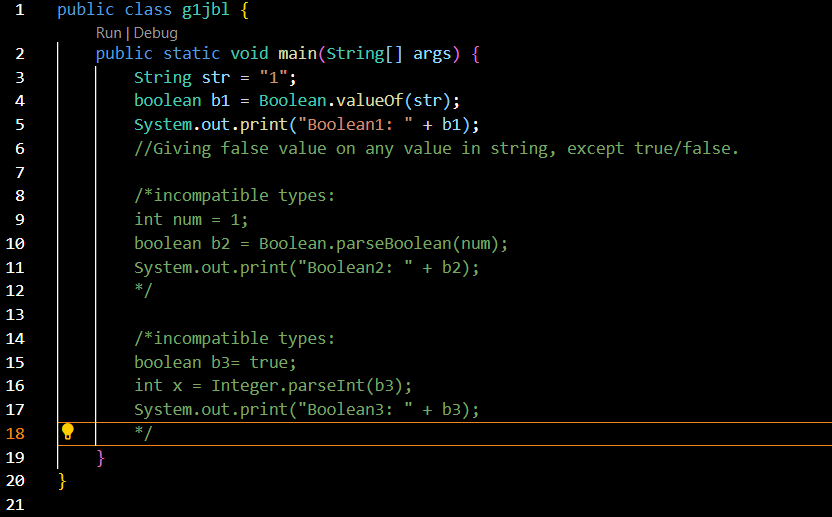 1 public class g1jbl {
Run | Debug
2 public static void main(String[] args) {
3 String str = "1";
4 boolean b1 = Boolean.valueOf(str);
5 System.out.print("Boolean1: " + b1);
6 //Giving false value on any value in string, except true/false.
7
8 /*incompatible types:
9 int num = 1;
10 boolean b2 = Boolean.parseBoolean(num);
11 System.out.print("Boolean2: " + b2);
12 */
13
14 /*incompatible types:
15 boolean b3= true;
16 int x = Integer.parseInt(b3);
17 System.out.print("Boolean3: " + b3);
18 */
19 }
20 }
21